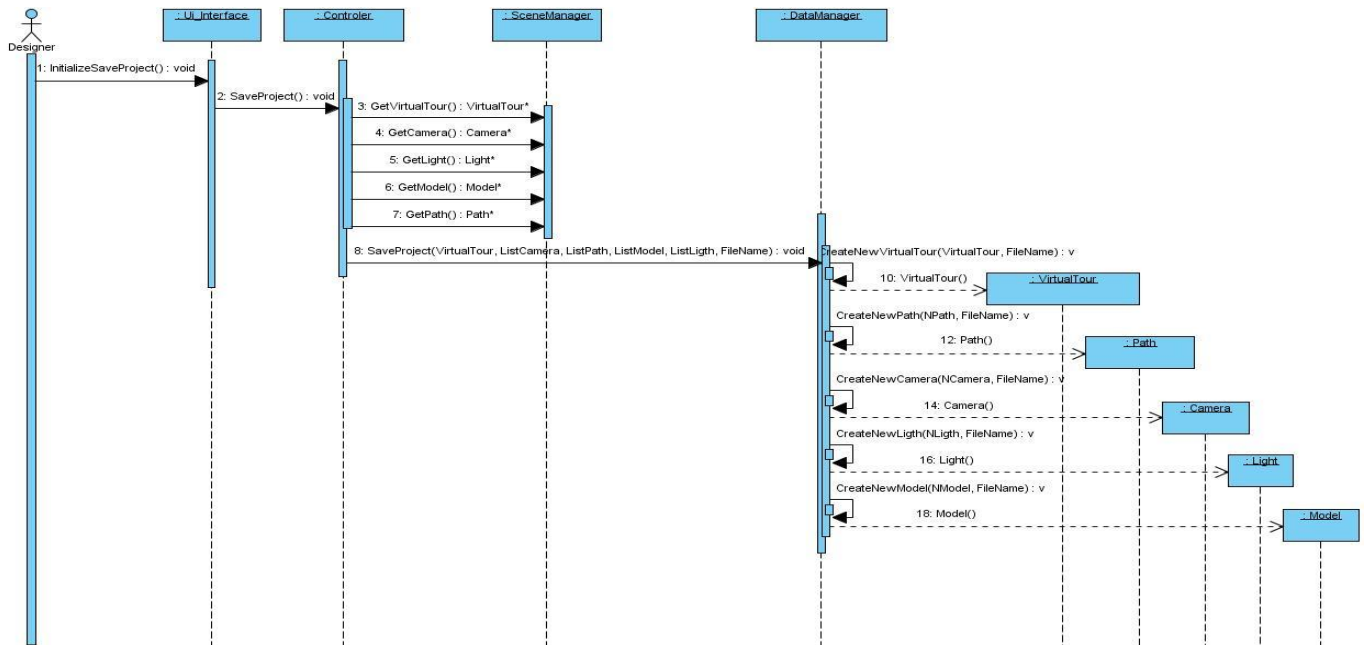 : Ui_Interface
: Controler
: SceneManager
: DataManager
Designer
1: InitializeSaveProject() : void
2: SaveProject() : void
3: GetVirtualTour() : VirtualTour*
4: GetCamera() : Camera*
5: GetLight() : Light*
6: GetModel() : Model*
7: GetPath() : Path*
8: SaveProject(VirtualTour, ListCamera, ListPath, ListModel, ListLigth, FileName) : void
CreateNewVirtualTour(VirtualTour, FileName) : v
10: VirtualTour()
: VirtualTour
CreateNewPath(NPath, FileName) : v
12: Path()
: Path
CreateNewCamera(NCamera, FileName) : v
14: Camera()
: Camera
CreateNewLigth(NLigth, FileName) : v
16: Light()
: Light
CreateNewModel(NModel, FileName) : v
18: Model()
: Model